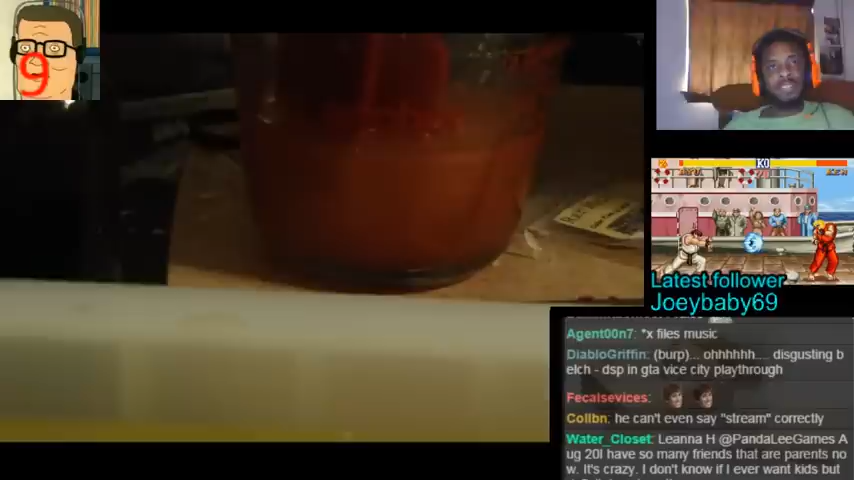 9
KO
RYU
KEN
Latest follower
Joeybaby69
Agent00n7: *x files music
DiabloGriffin: (burp)... ohhhhhh.... disgusting b
elch - dsp in gta vice city playthrough
Fecalsevices:
Collbn: he can't even say "stream" correctly
Water_Closet: Leanna H @PandaLeeGames A
ug 20I have so many friends that are parents no
w. It's crazy. I don't know if I ever want kids but